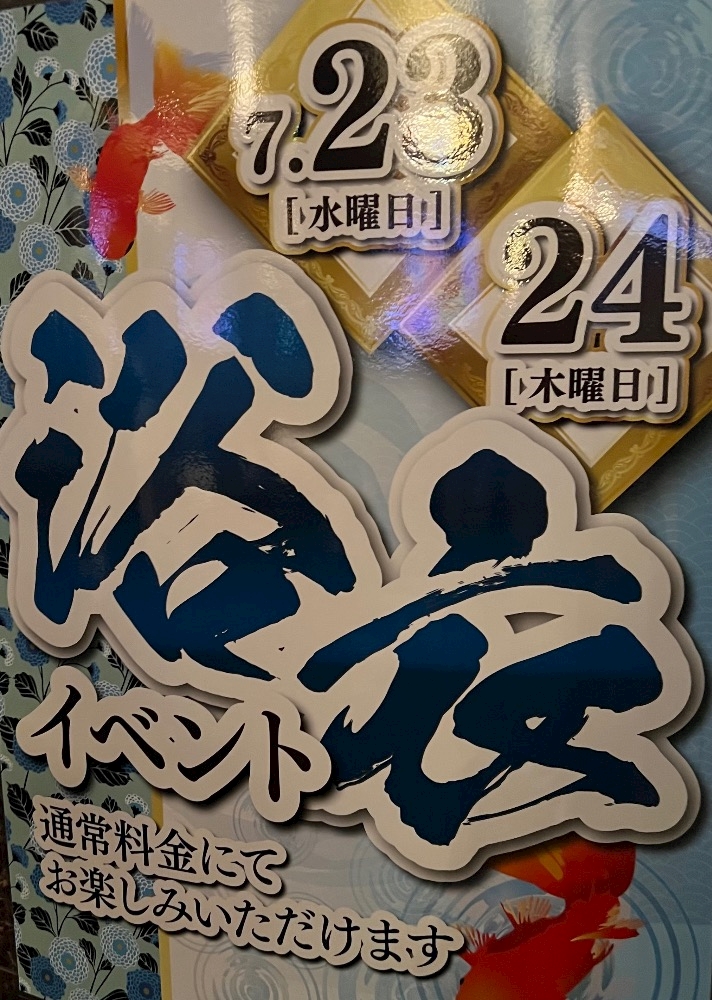 7.23
[水曜日]
24
[木曜日]
浴衣
イベント
通常料金にて
お楽しみいただけます